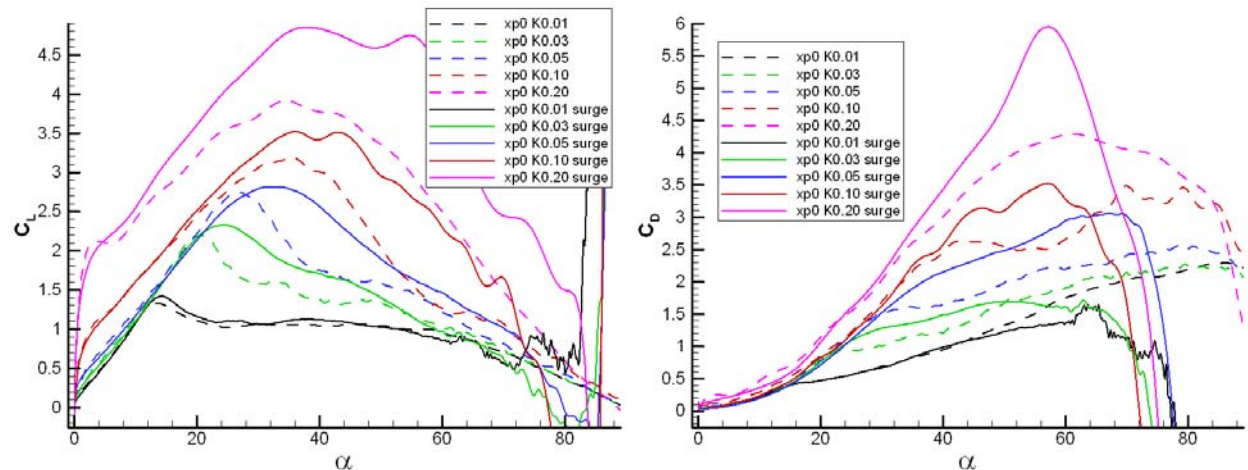 4.5
4
3.5
3
2.5
2
1.5
1
0.5
0
C_L
0
20
40
60
80
α
xp0 K0.01
xp0 K0.03
xp0 K0.05
xp0 K0.10
xp0 K0.20
xp0 K0.01 surge
xp0 K0.03 surge
xp0 K0.05 surge
xp0 K0.10 surge
xp0 K0.20 surge
6
5.5
5
4.5
4
3.5
3
2.5
2
1.5
1
0.5
0
C_D
0
20
40
60
80
α
xp0 K0.01
xp0 K0.03
xp0 K0.05
xp0 K0.10
xp0 K0.20
xp0 K0.01 surge
xp0 K0.03 surge
xp0 K0.05 surge
xp0 K0.10 surge
xp0 K0.20 surge